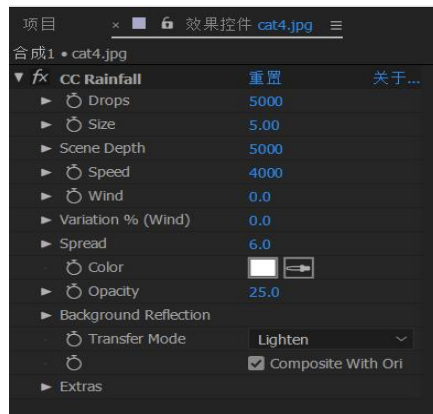 项目 × 效果控件 cat4.jpg ≡
合成1 • cat4.jpg
fx CC Rainfall 重置 关于...
Drops 5000
Size 5.00
Scene Depth 5000
Speed 4000
Wind 0.0
Variation % (Wind) 0.0
Spread 6.0
Color
Opacity 25.0
Background Reflection
Transfer Mode Lighten
Composite With Ori
Extras